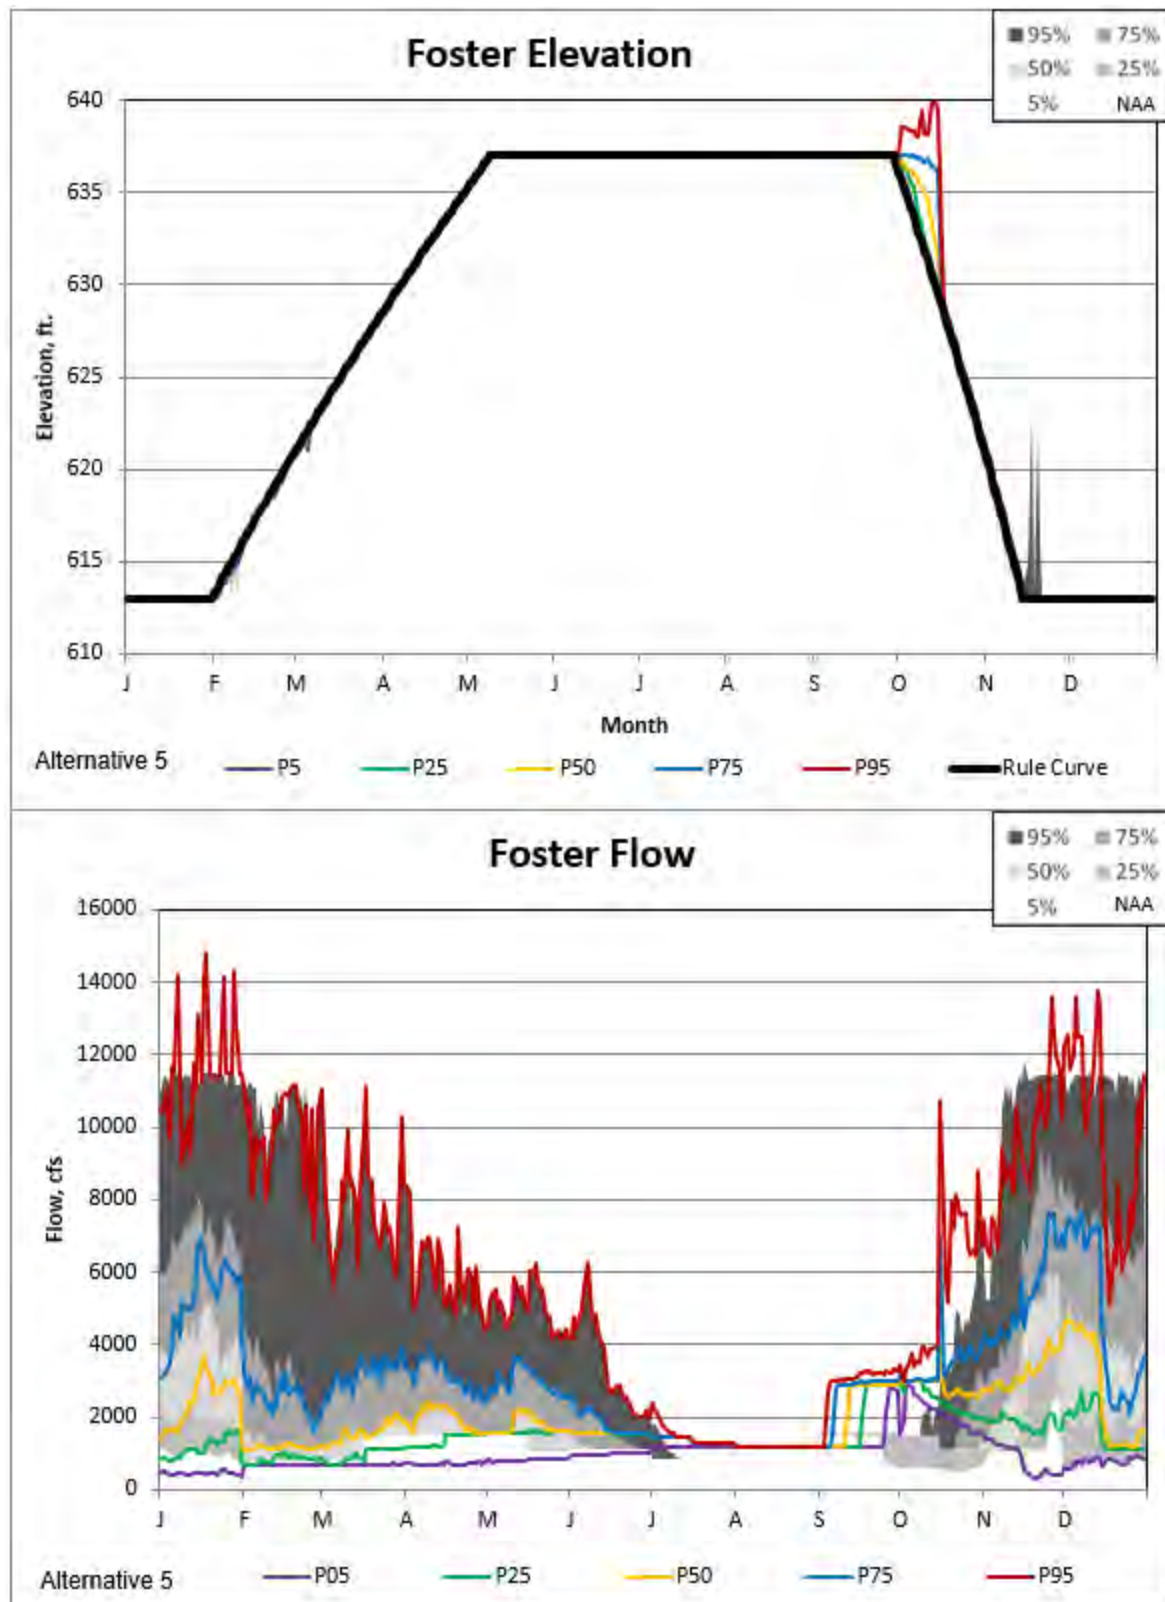 Foster Elevation
95% 75%
50% 25%
5% NAA
640
635
630
625
620
615
610
Elevation, ft.
J F M A M J J A S O N D
Month
Alternative 5 P5 P25 P50 P75 P95 Rule Curve
Foster Flow
95% 75%
50% 25%
5% NAA
16000
14000
12000
10000
8000
6000
4000
2000
0
Flow, cfs
J F M A M J J A S O N D
Alternative 5 P05 P25 P50 P75 P95